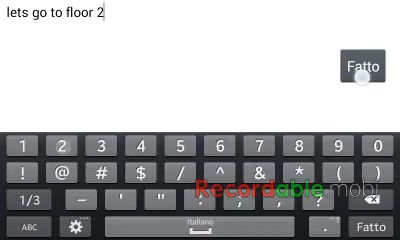 lets go to floor 2
Fatto
1 2 3 4 5 6 7 8 9 0
! @ # $ / ^ & * ( )
1/3 - ' " : ; , ?
Recordable.mobi
Italiano
ABC . Fatto